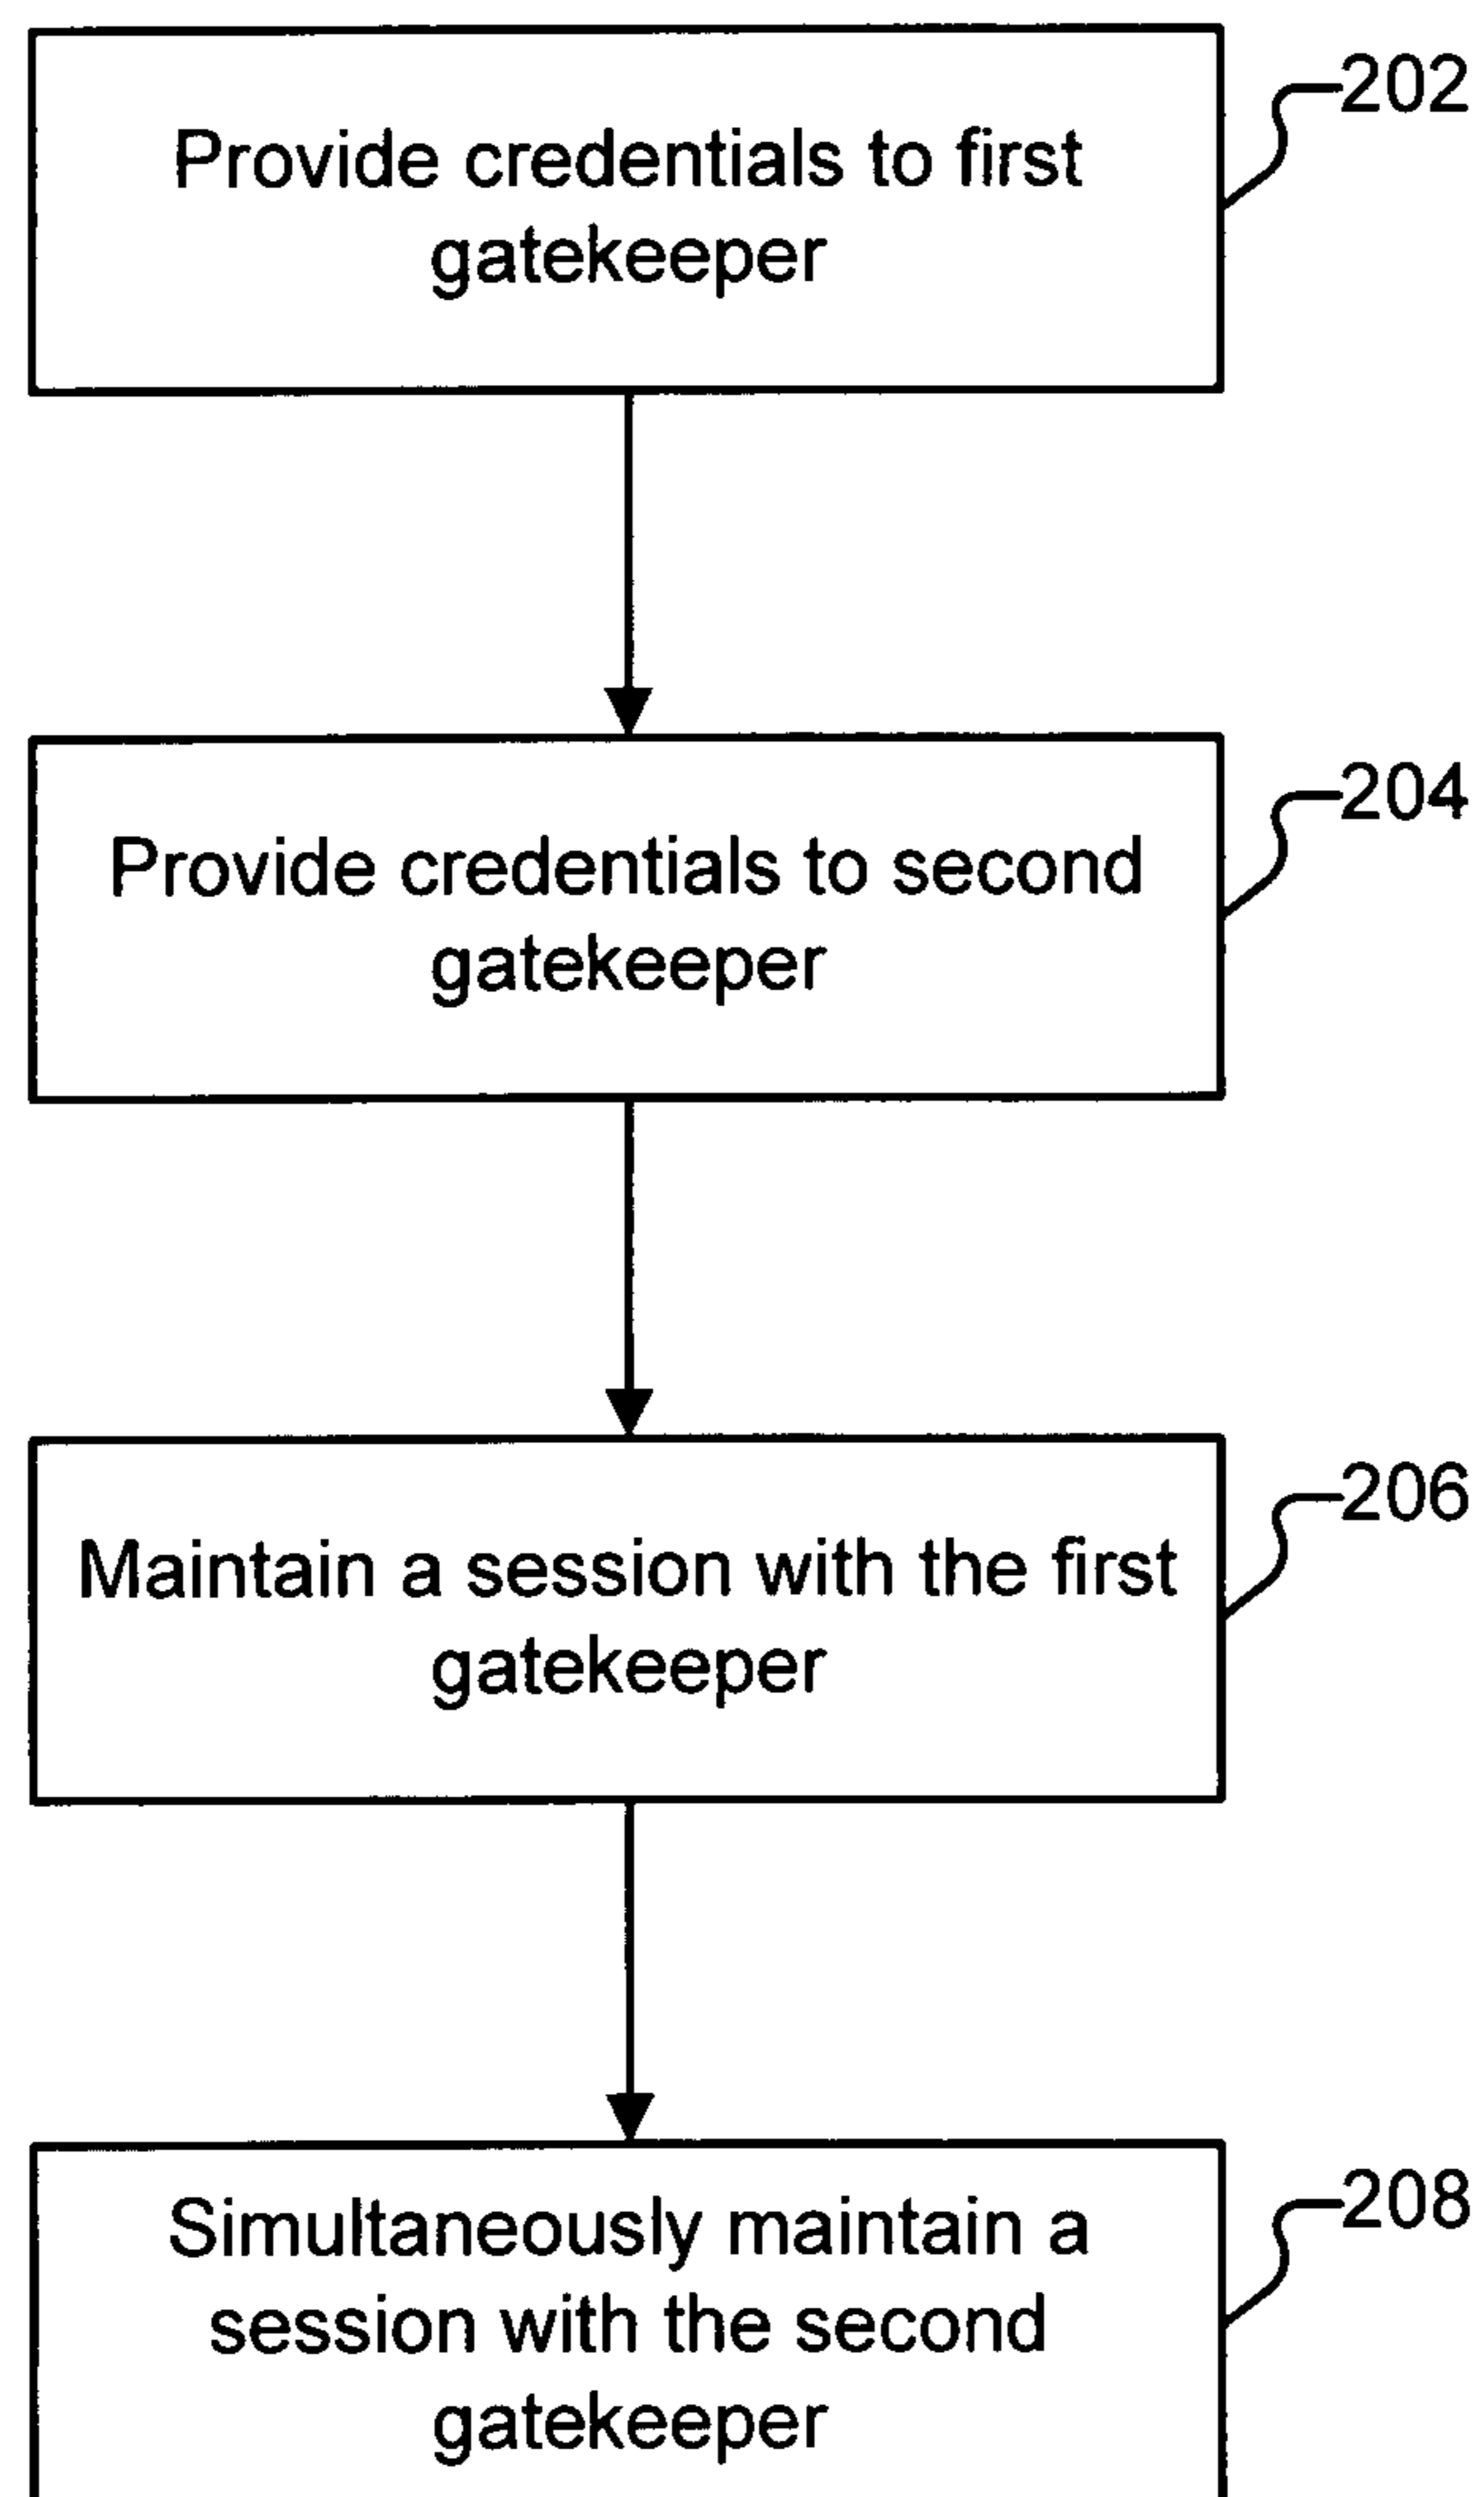 202
Provide credentials to first
gatekeeper
204
Provide credentials to second
gatekeeper
206
Maintain a session with the first
gatekeeper
208
Simultaneously maintain a
session with the second
gatekeeper